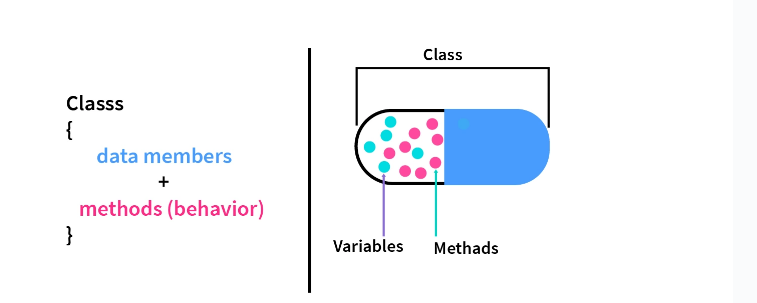 Classs
{
data members
+
methods (behavior)
}
Class
Variables
Methads